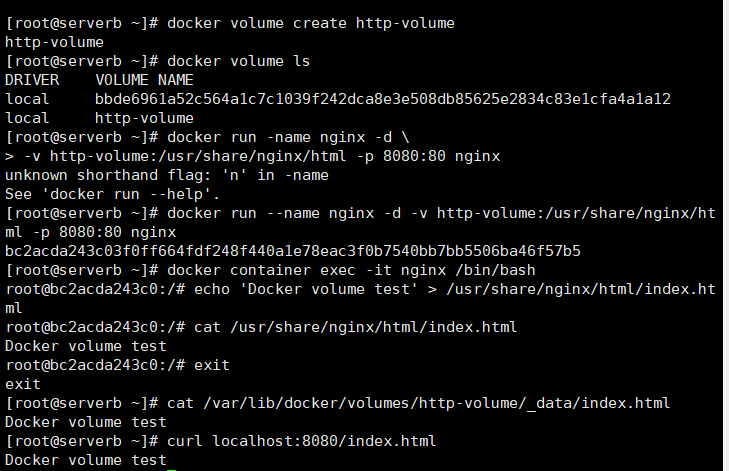 [root@serverb ~]# docker volume create http-volume
http-volume
[root@serverb ~]# docker volume ls
DRIVER    VOLUME NAME
local     bbde6961a52c564a1c7c1039f242dca8e3e508db85625e2834c83e1cfa4a1a12
local     http-volume
[root@serverb ~]# docker run -name nginx -d \
> -v http-volume:/usr/share/nginx/html -p 8080:80 nginx
unknown shorthand flag: 'n' in -name
See 'docker run --help'.
[root@serverb ~]# docker run --name nginx -d -v http-volume:/usr/share/nginx/ht
ml -p 8080:80 nginx
bc2acda243c03f0ff664fdf248f440a1e78eac3f0b7540bb7bb5506ba46f57b5
[root@serverb ~]# docker container exec -it nginx /bin/bash
root@bc2acda243c0:/# echo 'Docker volume test' > /usr/share/nginx/html/index.ht
ml
root@bc2acda243c0:/# cat /usr/share/nginx/html/index.html
Docker volume test
root@bc2acda243c0:/# exit
exit
[root@serverb ~]# cat /var/lib/docker/volumes/http-volume/_data/index.html
Docker volume test
[root@serverb ~]# curl localhost:8080/index.html
Docker volume test